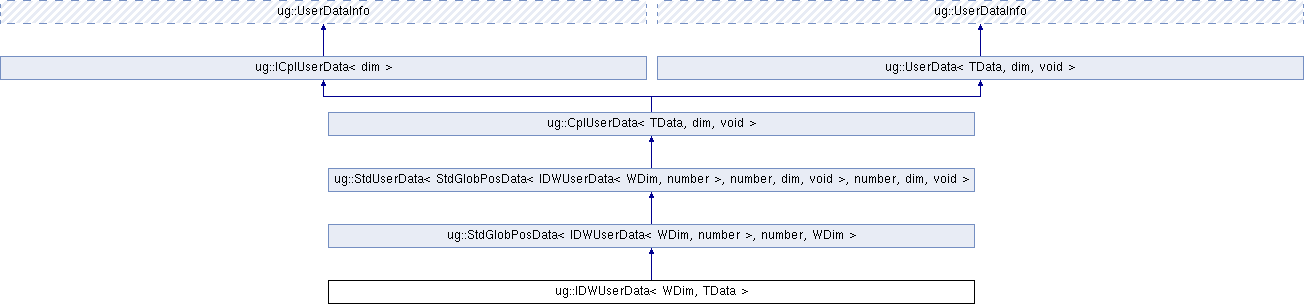 ug::UserDataInfo
ug::UserDataInfo
ug::ICplUserData< dim >
ug::UserData< TData, dim, void >
ug::CplUserData< TData, dim, void >
ug::StdUserData< StdGlobPosData< IDWUserData< WDim, number >, number, dim, void >, number, dim, void >
ug::StdGlobPosData< IDWUserData< WDim, number >, number, WDim >
ug::IDWUserData< WDim, TData >